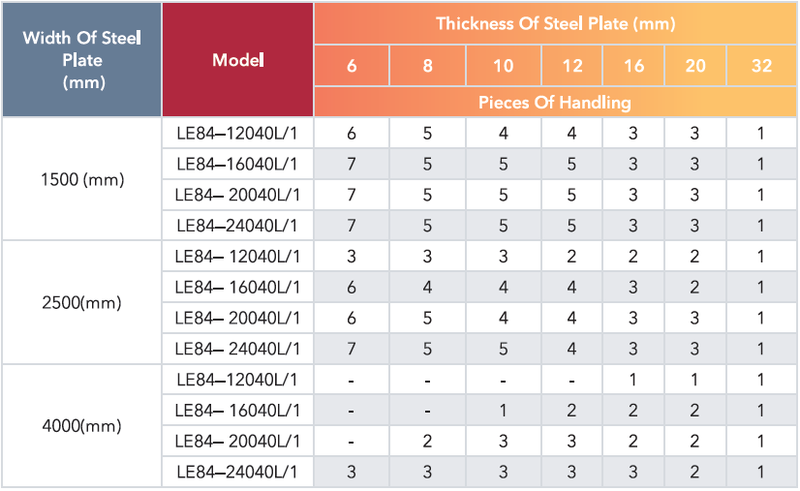 Width Of Steel Plate (mm) Model Thickness Of Steel Plate (mm)
6 8 10 12 16 20 32
Pieces Of Handling
1500 (mm)
LE84—12040L/1 6 5 4 4 3 3 1
LE84—16040L/1 7 5 5 5 3 3 1
LE84— 20040L/1 7 5 5 5 3 3 1
LE84—24040L/1 7 5 5 5 3 3 1
2500(mm)
LE84— 12040L/1 3 3 3 2 2 2 1
LE84— 16040L/1 6 4 4 4 3 2 1
LE84— 20040L/1 6 5 4 4 3 3 1
LE84— 24040L/1 7 5 5 4 3 3 1
4000(mm)
LE84—12040L/1 - - - - 1 1 1
LE84— 16040L/1 - - 1 2 2 2 1
LE84— 20040L/1 - 2 3 3 2 2 1
LE84—24040L/1 3 3 3 3 3 2 1